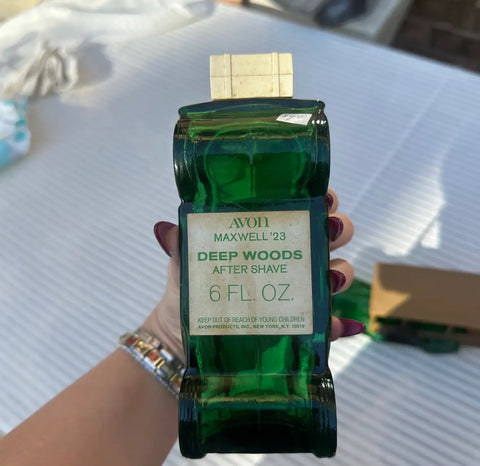 AVON
MAXWELL '23
DEEP WOODS
AFTER SHAVE
6 FL. OZ.
KEEP OUT OF REACH OF YOUNG CHILDREN
AVON PRODUCTS, INC., NEW YORK, N.Y. 10019